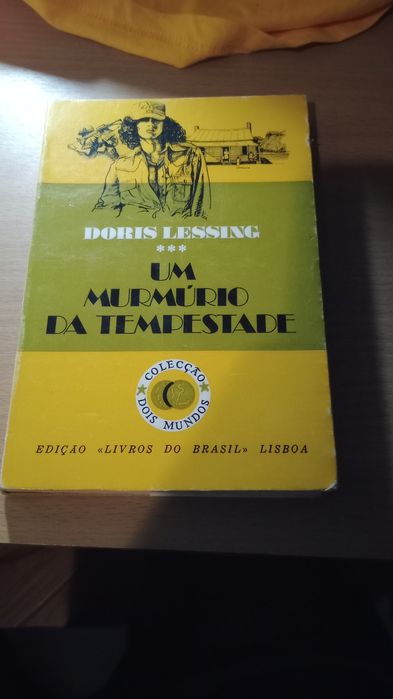 DORIS LESSING
***
UM
MURMÚRIO
DA TEMPESTADE
COLECÇÃO
DOIS MUNDOS
EDIÇÃO «LIVROS DO BRASIL» LISBOA